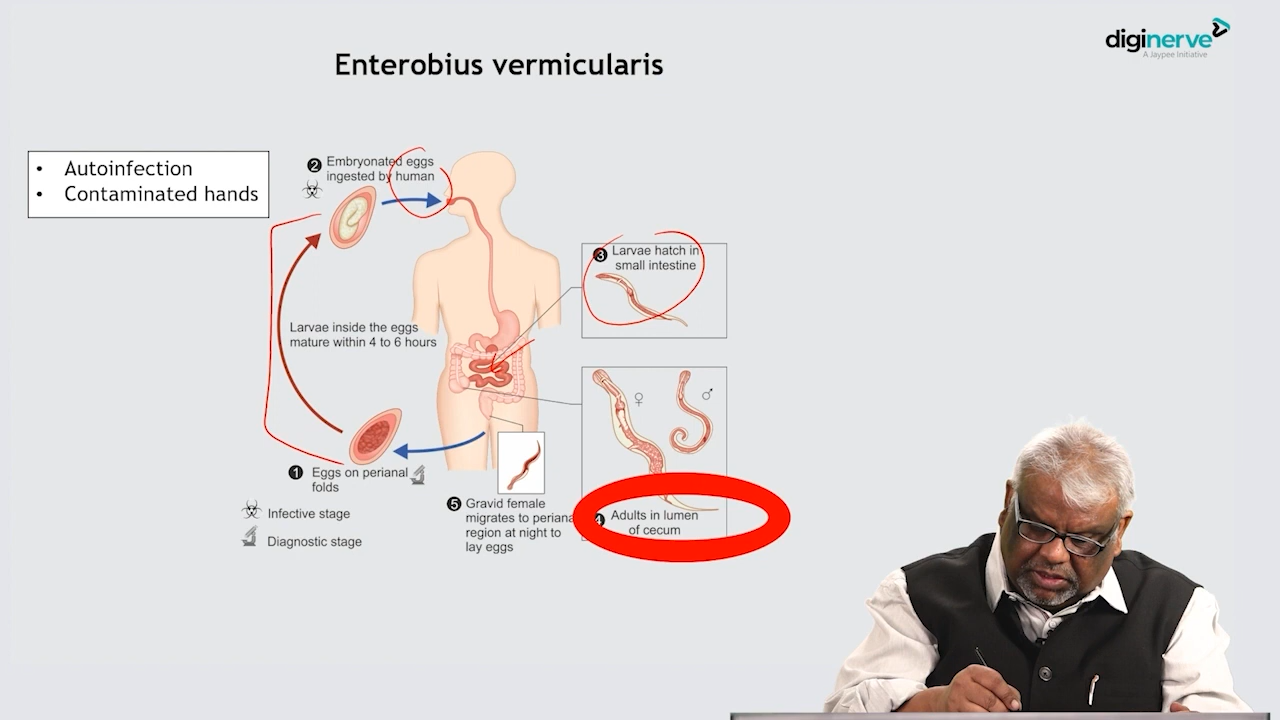 diginerve
A Jaypee Initiative
Enterobius vermicularis
• Autoinfection
• Contaminated hands
2 Embryonated eggs
ingested by human
3 Larvae hatch in
small intestine
Larvae inside the eggs
mature within 4 to 6 hours
♀ ♂
1 Eggs on perianal
folds
Infective stage
Diagnostic stage
5 Gravid female
migrates to periana
region at night to
lay eggs
4 Adults in lumen
of cecum